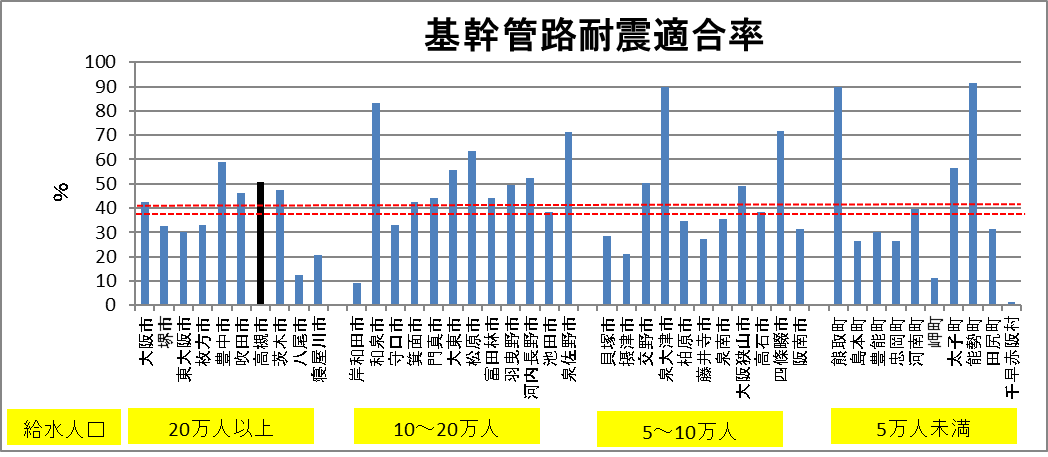 基幹管路耐震適合率
100
90
80
70
60
50
40
30
20
10
0
%
大阪市
堺市
東大阪市
枚方市
豊中市
吹田市
高槻市
茨木市
八尾市
寝屋川市
岸和田市
和泉市
守口市
箕面市
門真市
大東市
松原市
富田林市
羽曳野市
河内長野市
池田市
泉佐野市
貝塚市
摂津市
交野市
泉大津市
柏原市
藤井寺市
泉南市
大阪狭山市
高石市
四條畷市
阪南市
熊取町
島本町
豊能町
忠岡町
河南町
岬町
太子町
能勢町
田尻町
千早赤阪村
給水人口
20万人以上
10～20万人
5～10万人
5万人未満